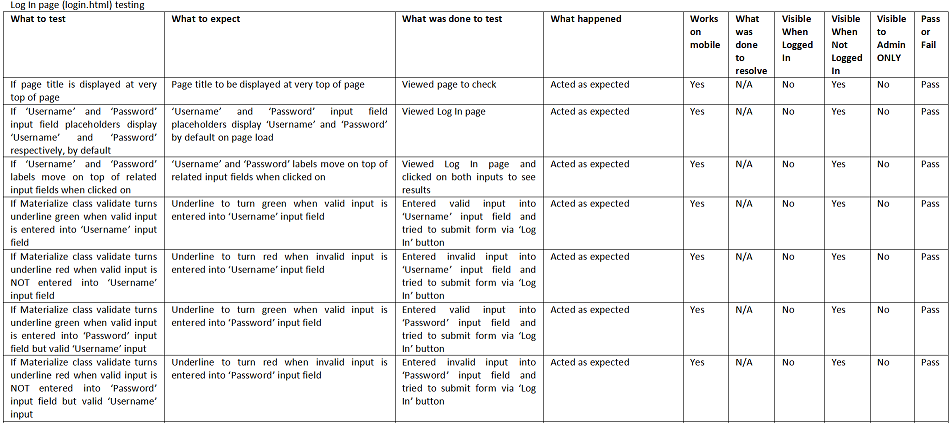 Log In page (login.html) testing
What to test
What to expect
What was done to test
What happened
Works
on
mobile
What
was
done
to
resolve
Visible
When
Logged
In
Visible
When
Not
Logged
In
Visible
to
Admin
ONLY
Pass
or
Fail
If page title is displayed at very
top of page
Page title to be displayed at very top of page
Viewed page to check
Acted as expected
Yes
N/A
No
Yes
No
Pass
If ‘Username’ and ‘Password’
input field placeholders display
‘Username’ and ‘Password’
respectively, by default
‘Username’ and ‘Password’ input field
placeholders display ‘Username’ and ‘Password’
by default on page load
Viewed Log In page
Acted as expected
Yes
N/A
No
Yes
No
Pass
If ‘Username’ and ‘Password’
labels move on top of related
input fields when clicked on
‘Username’ and ‘Password’ labels move on top of
related input fields when clicked on
Viewed Log In page and
clicked on both inputs to see
results
Acted as expected
Yes
N/A
No
Yes
No
Pass
If Materialize class validate turns
underline green when valid input
is entered into ‘Username’ input
field
Underline to turn green when valid input is
entered into ‘Username’ input field
Entered valid input into
‘Username’ input field and
tried to submit form via ‘Log
In’ button
Acted as expected
Yes
N/A
No
Yes
No
Pass
If Materialize class validate turns
underline red when valid input is
NOT entered into ‘Username’
input field
Underline to turn red when invalid input is
entered into ‘Username’ input field
Entered invalid input into
‘Username’ input field and
tried to submit form via ‘Log
In’ button
Acted as expected
Yes
N/A
No
Yes
No
Pass
If Materialize class validate turns
underline green when valid input
is entered into ‘Password’ input
field but valid ‘Username’ input
Underline to turn green when valid input is
entered into ‘Password’ input field
Entered valid input into
‘Password’ input field and
tried to submit form via ‘Log
In’ button
Acted as expected
Yes
N/A
No
Yes
No
Pass
If Materialize class validate turns
underline red when valid input is
NOT entered into ‘Password’
input field but valid ‘Username’
input
Underline to turn red when invalid input is
entered into ‘Password’ input field
Entered invalid input into
‘Password’ input field and
tried to submit form via ‘Log
In’ button
Acted as expected
Yes
N/A
No
Yes
No
Pass